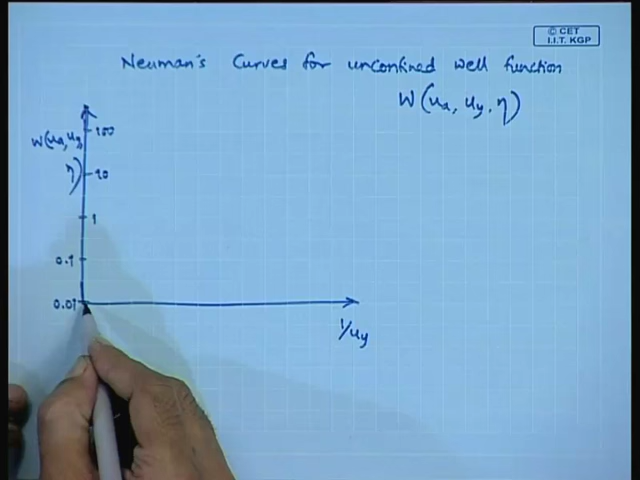 © CET
I.I.T. KGP
Neuman's Curves for unconfined well function
W(ua, uy, η)
W(ua, uy,
η)
100
10
1
0.1
0.01
1/uy